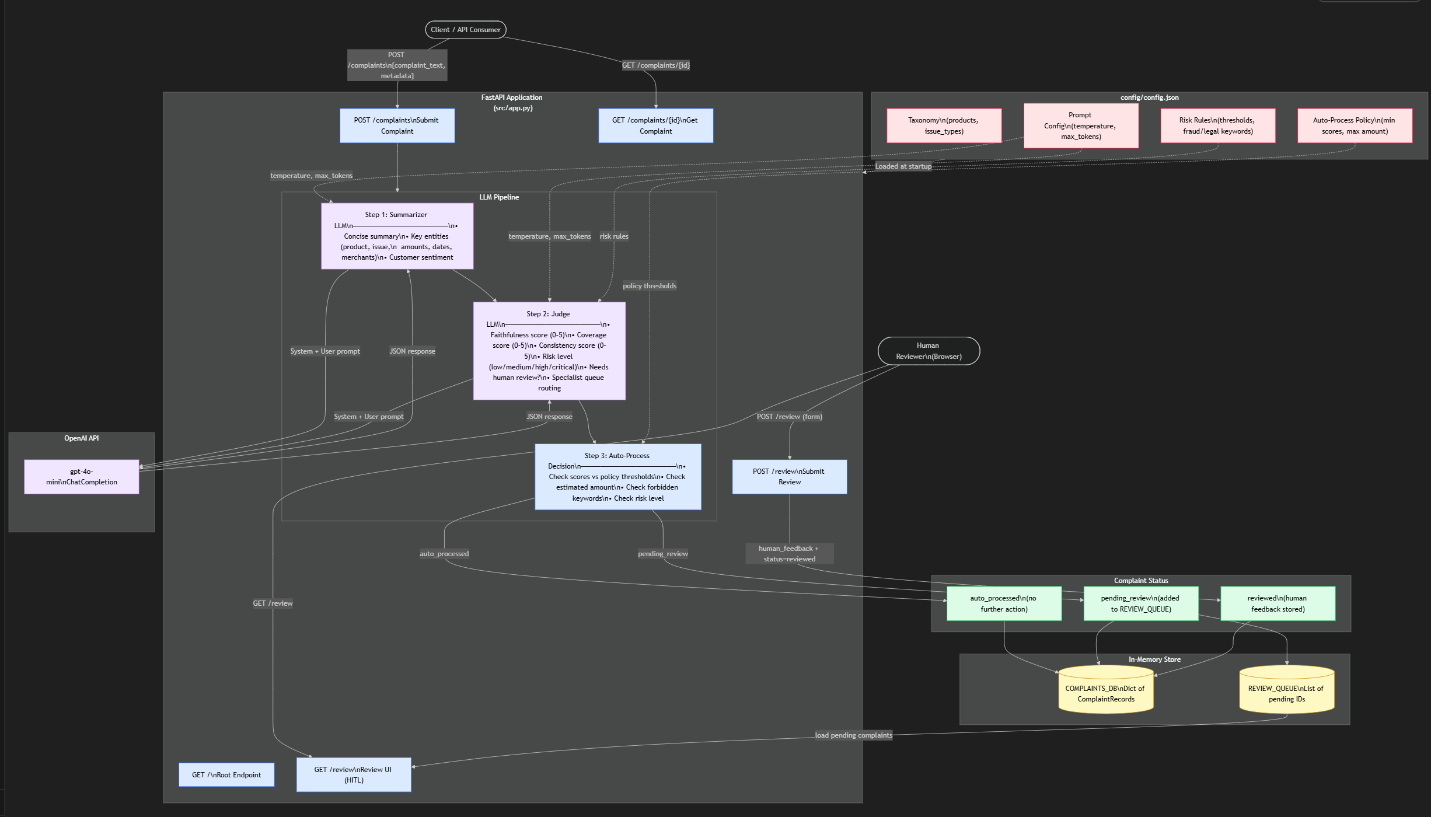 Client / API Consumer
POST
/complaints\n{complaint_text,
metadata}
GET /complaints/{id}
FastAPI Application
(src/app.py)
POST /complaints\nSubmit
Complaint
GET /complaints/{id}\nGet
Complaint
config/config.json
Taxonomy\n(products,
issue_types)
Prompt
Config\n(temperature,
max_tokens)
Risk Rules\n(thresholds,
fraud/legal keywords)
Auto-Process Policy\n(min
scores, max amount)
Loaded at startup
temperature, max_tokens
LLM Pipeline
Step 1: Summarizer
LLM\n────────────────\n•
Concise summary\n• Key entities
(product, issue,\n  amounts, dates,
merchants)\n• Customer sentiment
temperature, max_tokens
risk rules
policy thresholds
Step 2: Judge
LLM\n────────────────\n•
Faithfulness score (0-5)\n• Coverage
score (0-5)\n• Consistency score (0-
5)\n• Risk level
(low/medium/high/critical)\n• Needs
human review?\n• Specialist queue
routing
Human
Reviewer\n(Browser)
System + User prompt
JSON response
System + User prompt
JSON response
POST /review (form)
OpenAI API
gpt-4o-
mini\nChatCompletion
Step 3: Auto-Process
Decision\n────────────────\n•
Check scores vs policy thresholds\n• Check
estimated amount\n• Check forbidden
keywords\n• Check risk level
POST /review\nSubmit
Review
auto_processed
pending_review
human_feedback +
status=reviewed
Complaint Status
auto_processed\n(no
further action)
pending_review\n(added
to REVIEW_QUEUE)
reviewed\n(human
feedback stored)
GET /review
In-Memory Store
COMPLAINTS_DB\nDict of
ComplaintRecords
REVIEW_QUEUE\nList of
pending IDs
load pending complaints
GET /\nRoot Endpoint
GET /review\nReview UI
(HITL)